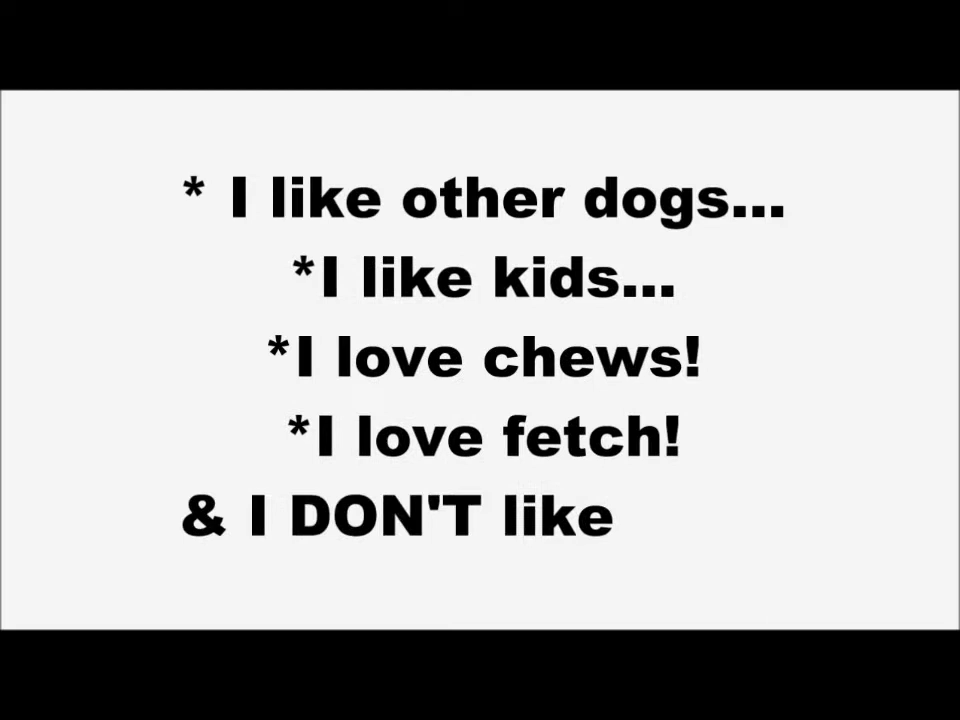 * I like other dogs...
*I like kids...
*I love chews!
*I love fetch!
& I DON'T like